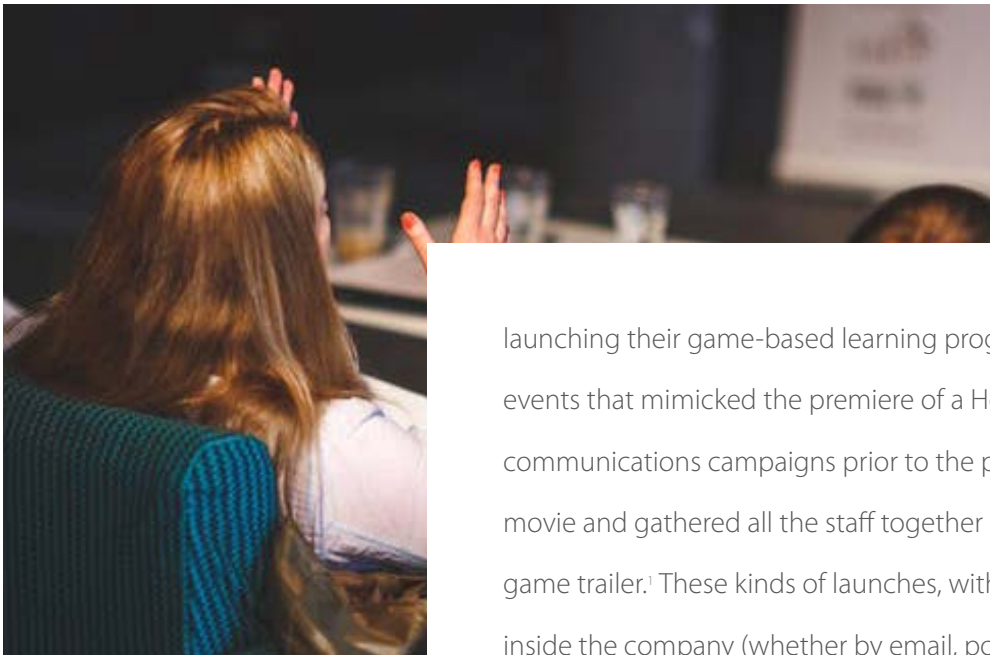 launching their game-based learning
events that mimicked the premiere of a
communications campaigns prior to the
movie and gathered all the staff together
game trailer.¹ These kinds of launches,
inside the company (whether by email,